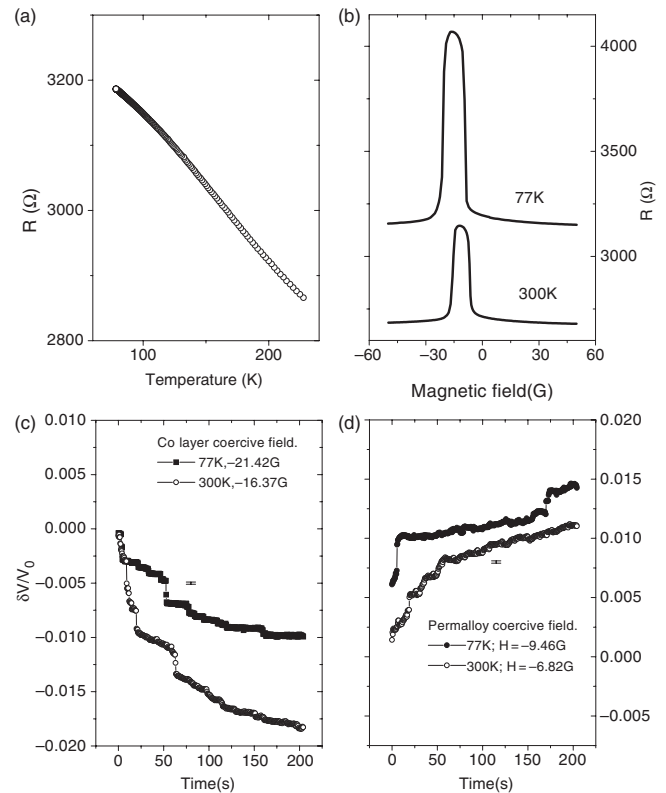 (a)
3200
3000
2800
R (Ω)
100
200
Temperature (K)
(b)
4000
3500
3000
R (Ω)
77K
300K
−60
−30
0
30
60
Magnetic field(G)
(c)
0.010
0.005
0.000
−0.005
−0.010
−0.015
−0.020
δV/V0
Co layer coercive field.
77K,−21.42G
300K,−16.37G
0
50
100
150
200
Time(s)
(d)
0.020
0.015
0.010
0.005
0.000
−0.005
Permalloy coercive field.
77K; H=−9.46G
300K; H=−6.82G
0
50
100
150
200
Time(s)